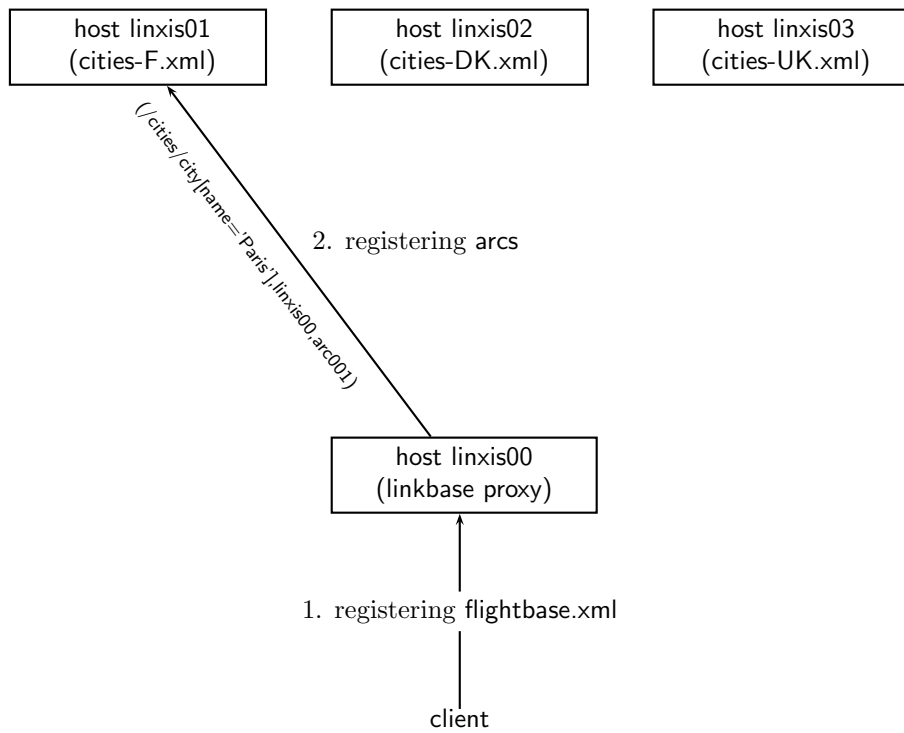 host linxis01
(cities-F.xml)
host linxis02
(cities-DK.xml)
host linxis03
(cities-UK.xml)
(/cities/city[name='Paris'],linxis00,arc001)
2. registering arcs
host linxis00
(linkbase proxy)
1. registering flightbase.xml
client